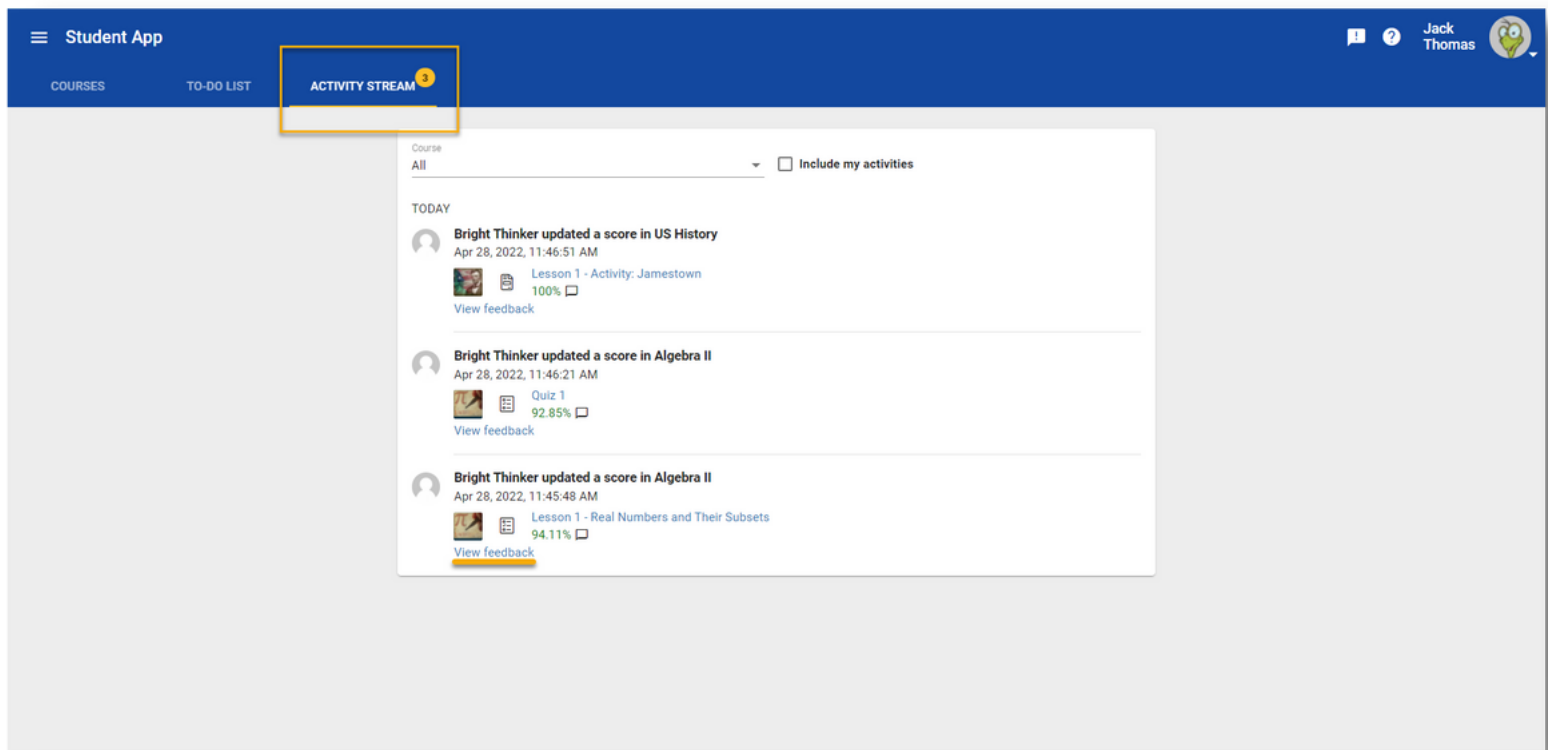 Student App
Jack
Thomas
COURSES
TO-DO LIST
ACTIVITY STREAM 3
Course
All
Include my activities
TODAY
Bright Thinker updated a score in US History
Apr 28, 2022, 11:46:51 AM
Lesson 1 - Activity: Jamestown
100%
View feedback
Bright Thinker updated a score in Algebra II
Apr 28, 2022, 11:46:21 AM
Quiz 1
92.85%
View feedback
Bright Thinker updated a score in Algebra II
Apr 28, 2022, 11:45:48 AM
Lesson 1 - Real Numbers and Their Subsets
94.11%
View feedback